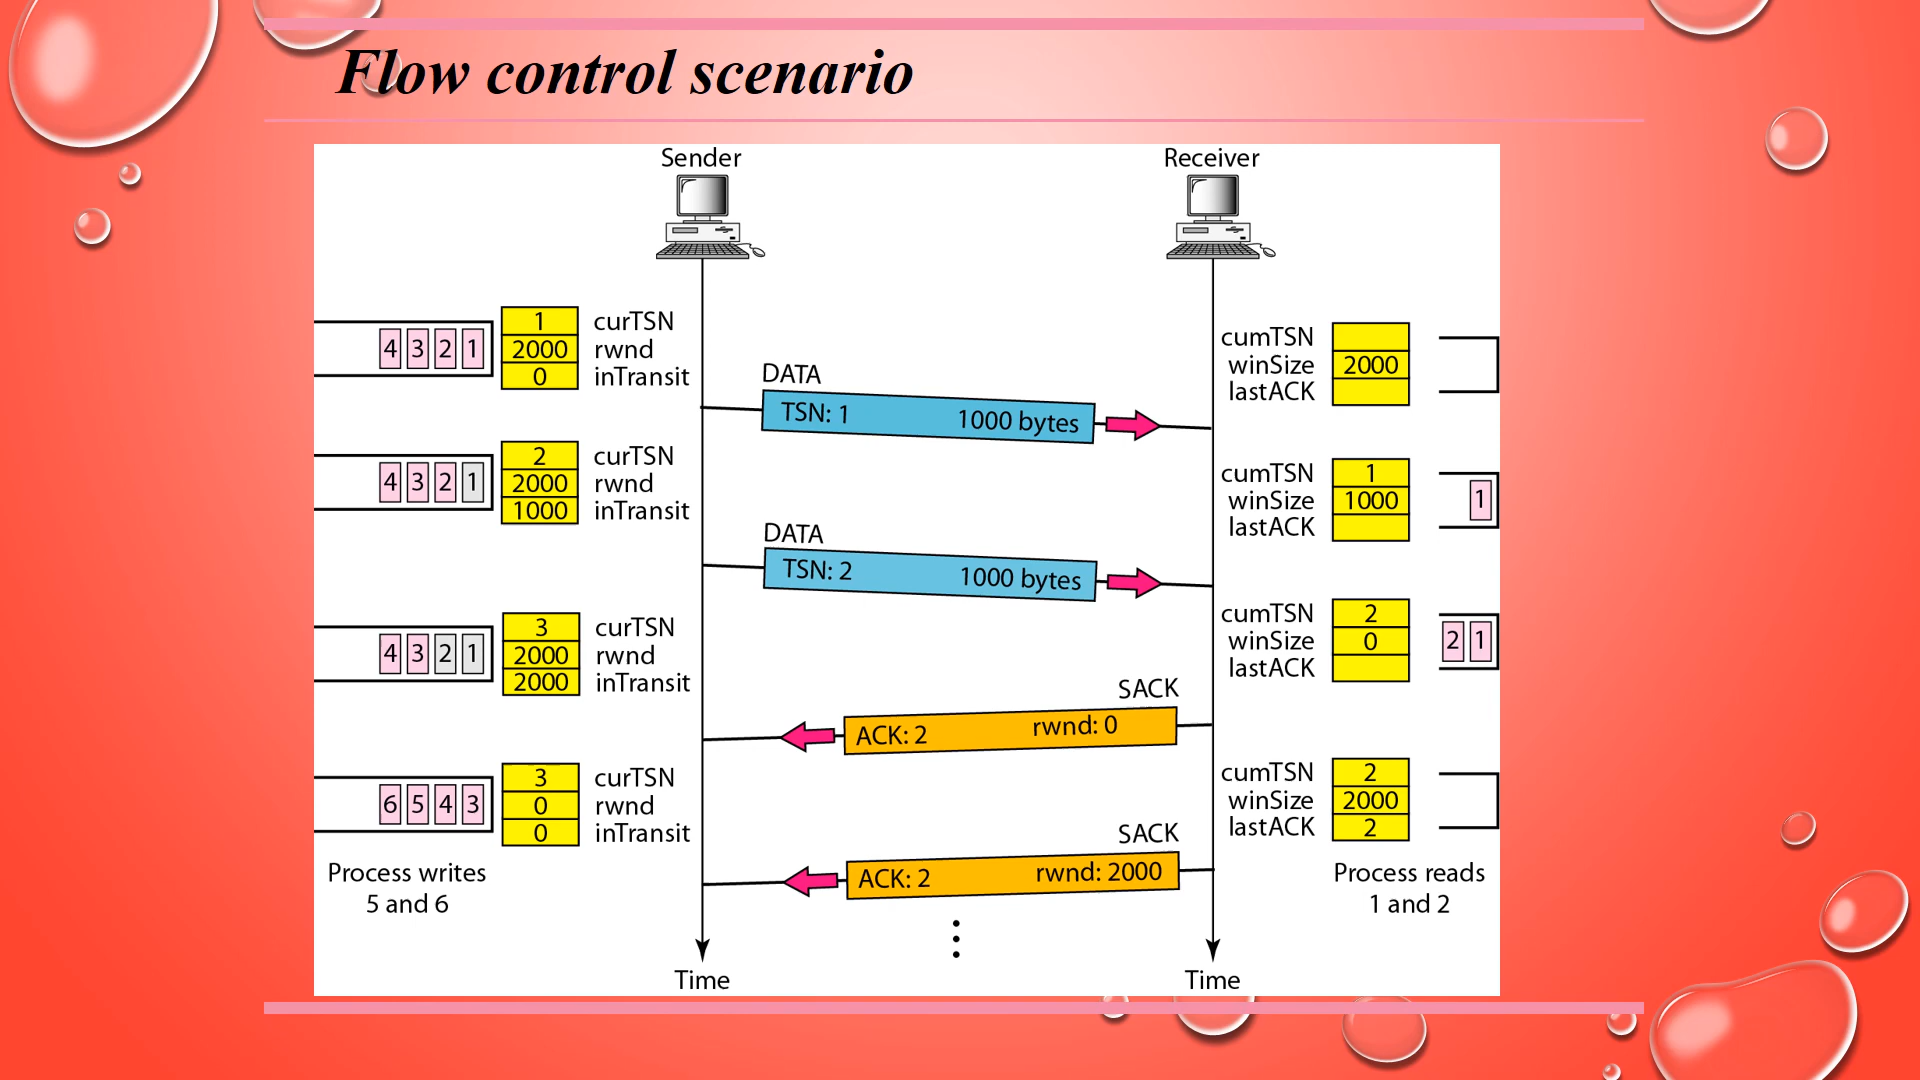 Flow control scenario
Sender
Receiver
4 3 2 1
1 curTSN
2000 rwnd
0 inTransit
cumTSN
winSize 2000
lastACK
DATA
TSN: 1 1000 bytes
4 3 2 1
2 curTSN
2000 rwnd
1000 inTransit
cumTSN 1
winSize 1000
lastACK
1
DATA
TSN: 2 1000 bytes
4 3 2 1
3 curTSN
2000 rwnd
2000 inTransit
cumTSN 2
winSize 0
lastACK
2 1
SACK
ACK: 2 rwnd: 0
6 5 4 3
3 curTSN
0 rwnd
0 inTransit
cumTSN 2
winSize 2000
lastACK 2
SACK
ACK: 2 rwnd: 2000
Process writes
5 and 6
Process reads
1 and 2
Time
Time